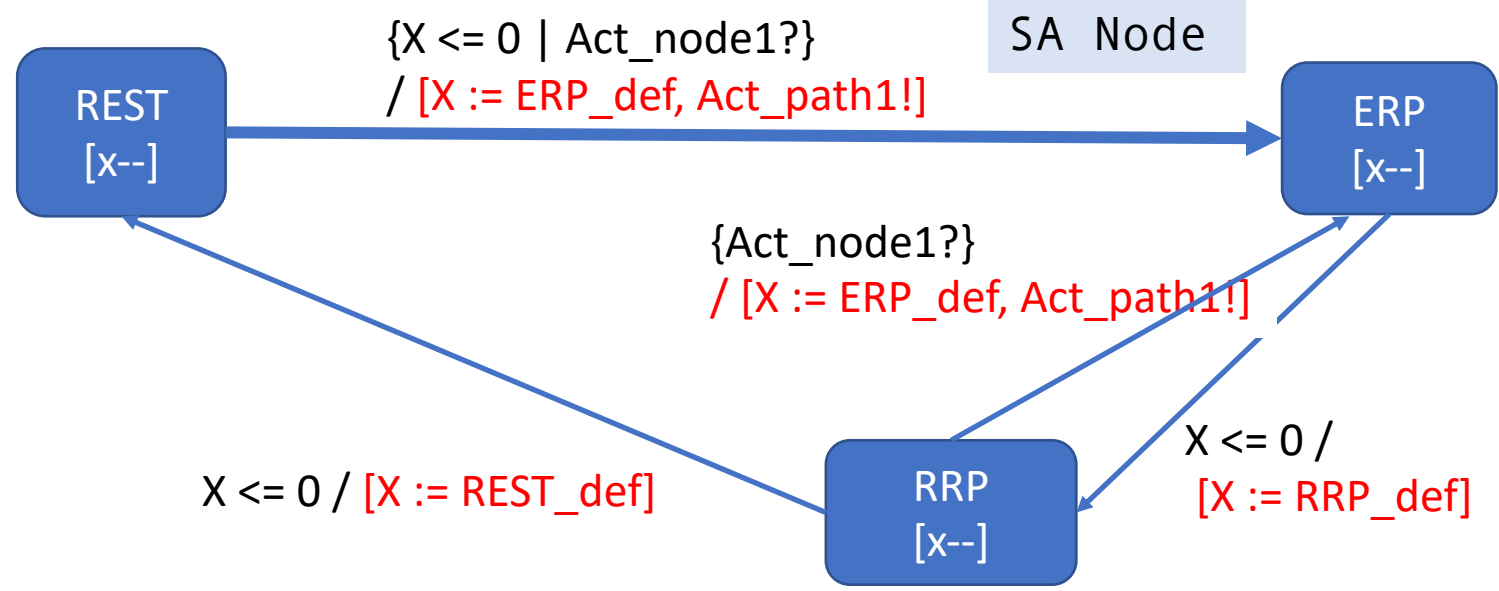 SA Node
{X <= 0 | Act_node1?}
/ [X := ERP_def, Act_path1!]
REST
[x--]
ERP
[x--]
{Act_node1?}
/ [X := ERP_def, Act_path1!]
X <= 0 /
[X := RRP_def]
X <= 0 / [X := REST_def]
RRP
[x--]